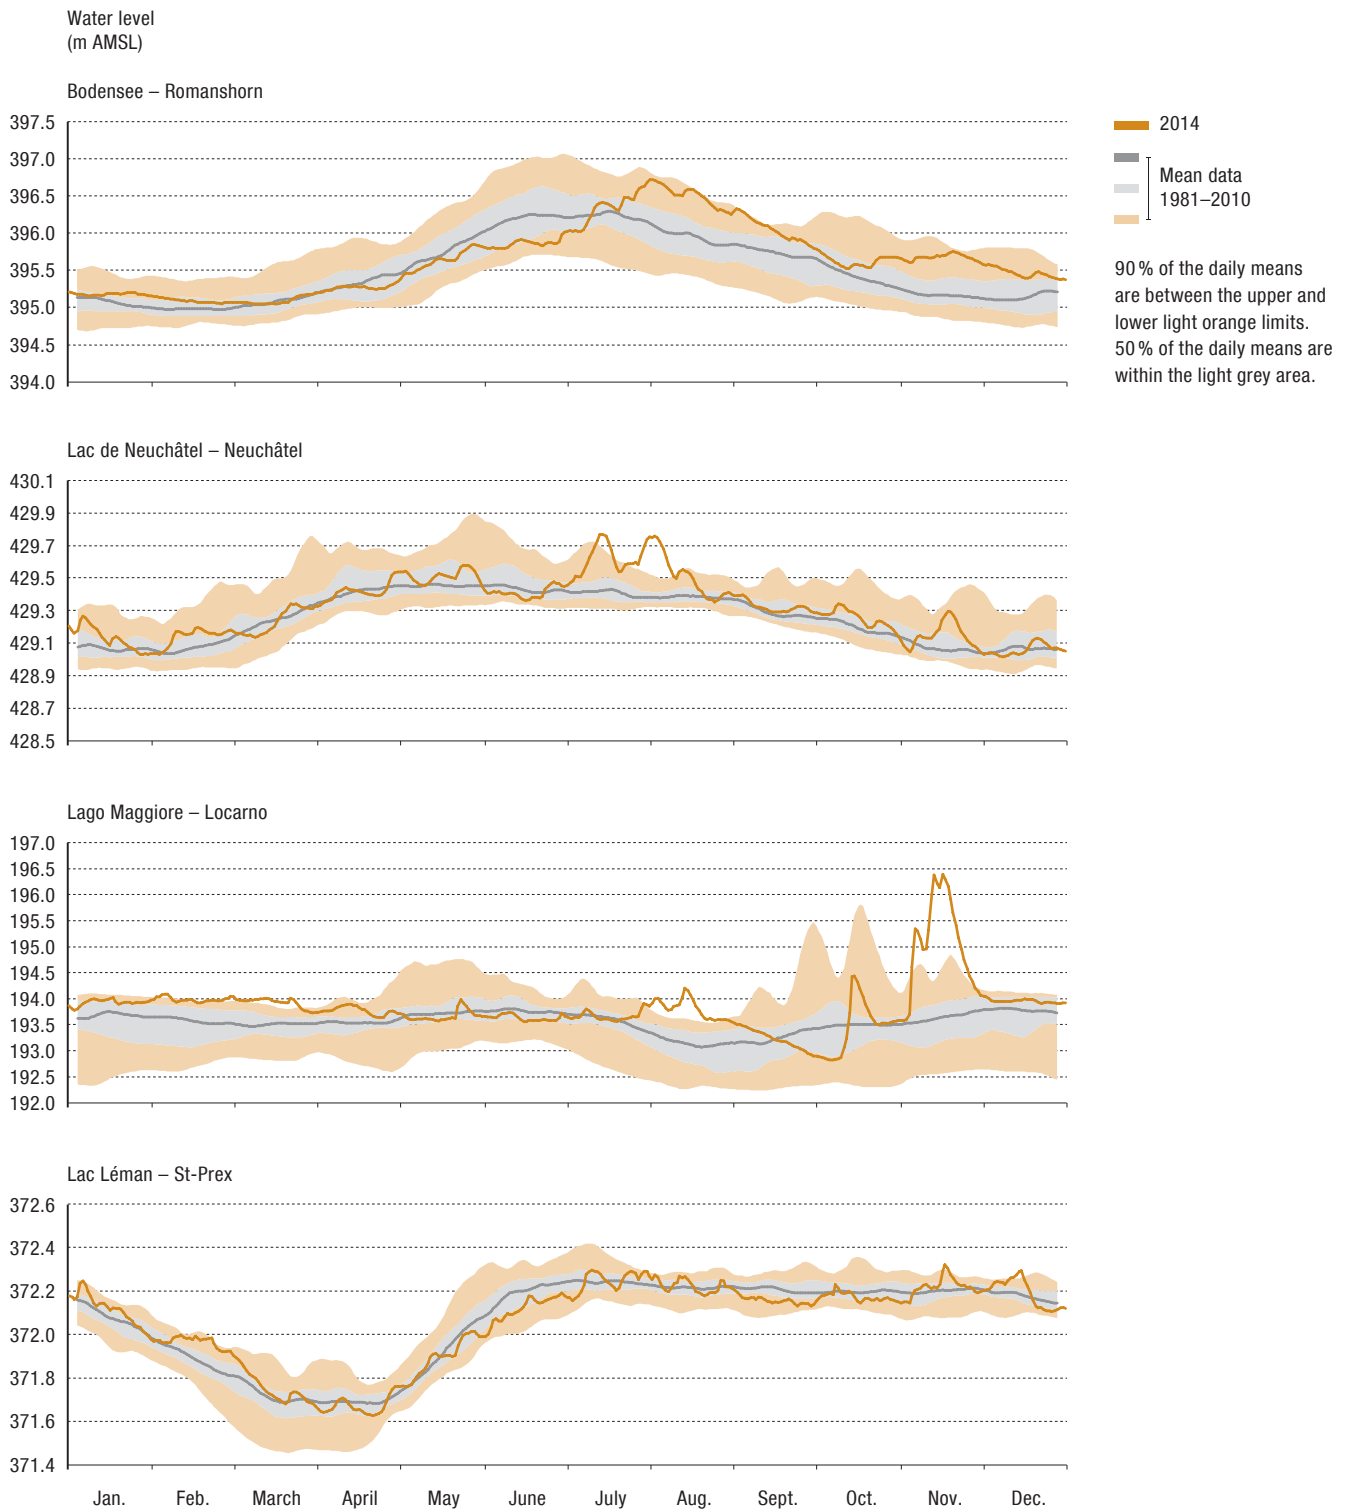 Water level
(m AMSL)
Bodensee – Romanshorn
397.5
397.0
396.5
396.0
395.5
395.0
394.5
394.0
2014
Mean data
1981–2010
90 % of the daily means
are between the upper and
lower light orange limits.
50 % of the daily means are
within the light grey area.
Lac de Neuchâtel – Neuchâtel
430.1
429.9
429.7
429.5
429.3
429.1
428.9
428.7
428.5
Lago Maggiore – Locarno
197.0
196.5
196.0
195.5
195.0
194.5
194.0
193.5
193.0
192.5
192.0
Lac Léman – St-Prex
372.6
372.4
372.2
372.0
371.8
371.6
371.4
Jan. Feb. March April May June July Aug. Sept. Oct. Nov. Dec.